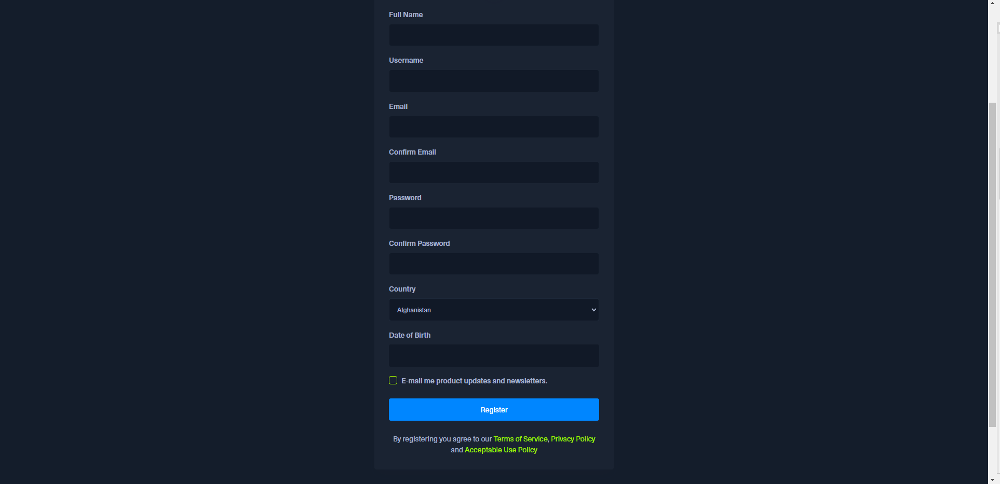 Full Name
Username
Email
Confirm Email
Password
Confirm Password
Country
Afghanistan
Date of Birth
E-mail me product updates and newsletters.
Register
By registering you agree to our Terms of Service, Privacy Policy
and Acceptable Use Policy